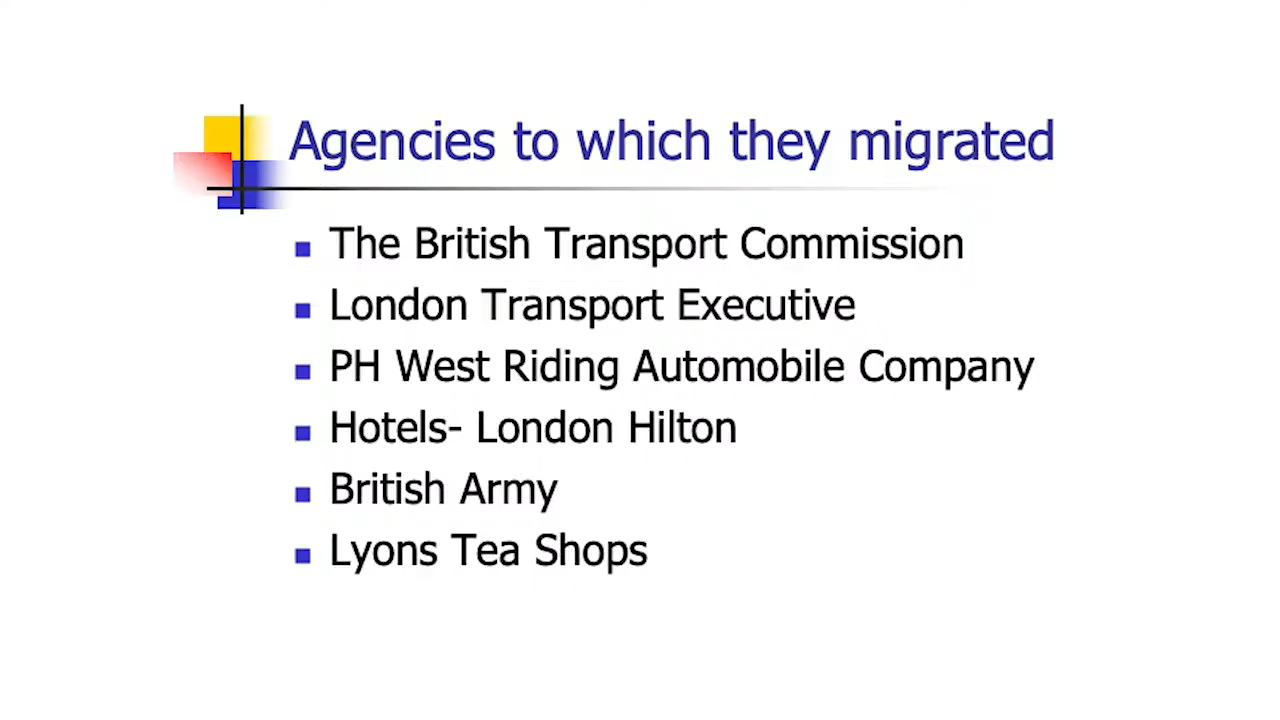 Agencies to which they migrated
The British Transport Commission
London Transport Executive
PH West Riding Automobile Company
Hotels- London Hilton
British Army
Lyons Tea Shops